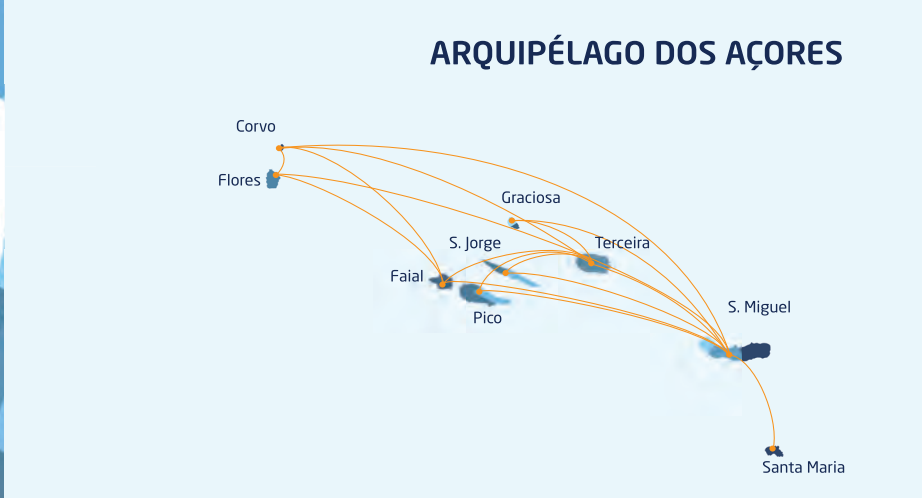 ARQUIPÉLAGO DOS AÇORES
Corvo
Flores
Graciosa
S. Jorge
Terceira
Faial
Pico
S. Miguel
Santa Maria